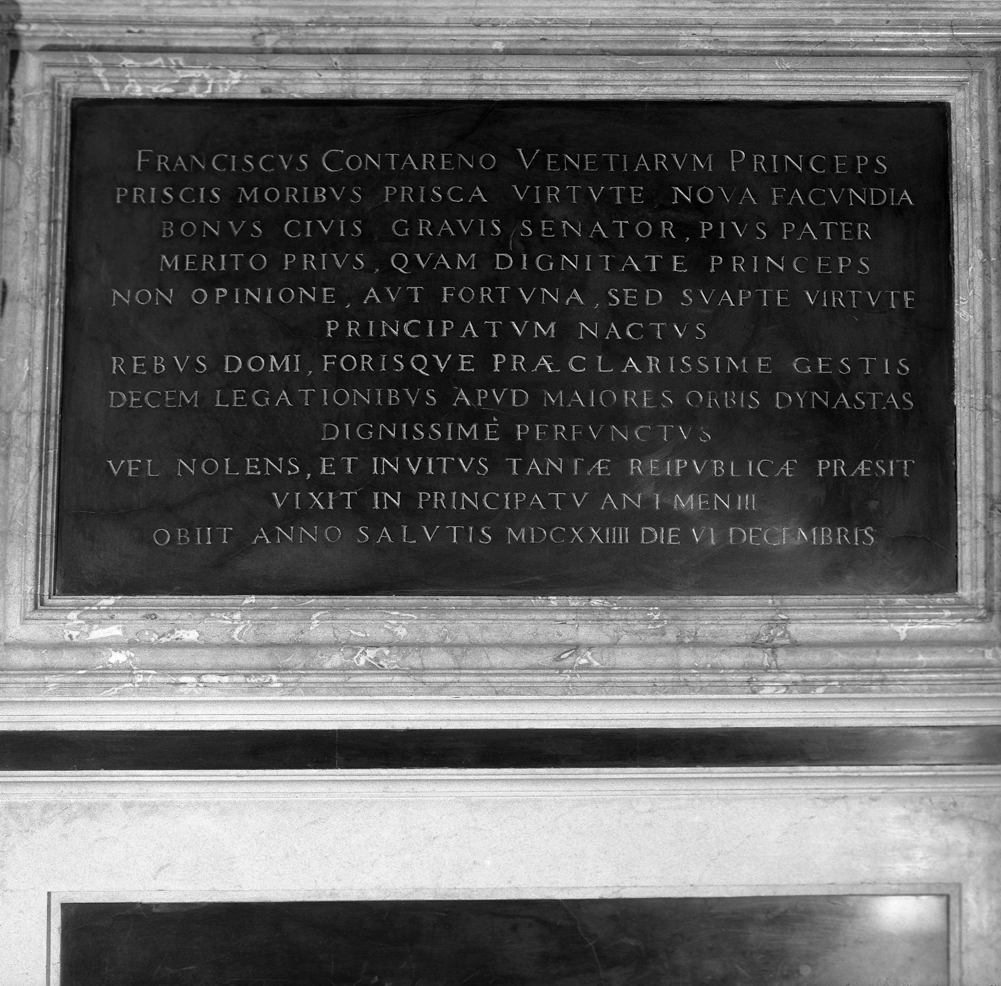 FRANCISCVS CONTARENO VENETIARVM PRINCEPS
PRISCIS MORIBVS PRISCA VIRTVTE NOVA FACVNDIA
BONVS CIVIS, GRAVIS SENATOR, PIVS PATER
MERITO PRIVS, QVAM DIGNITATE PRINCEPS
NON OPINIONE, AVT FORTVNA, SED SVAPTE VIRTVTE
PRINCIPATVM NACTVS
REBVS DOMI, FORISQVE PRÆCLARISSIME GESTIS
DECEM LEGATIONIBVS APVD MAIORES ORBIS DYNASTAS
DIGNISSIMÈ PERFVNCTVS
VEL NOLENS, ET INVITVS TANTÆ REIPVBLICÆ PRÆSIT
VIXIT IN PRINCIPATV AN I MEN III
OBIIT ANNO SALVTIS MDCXXIIII DIE VI DECEMBRIS